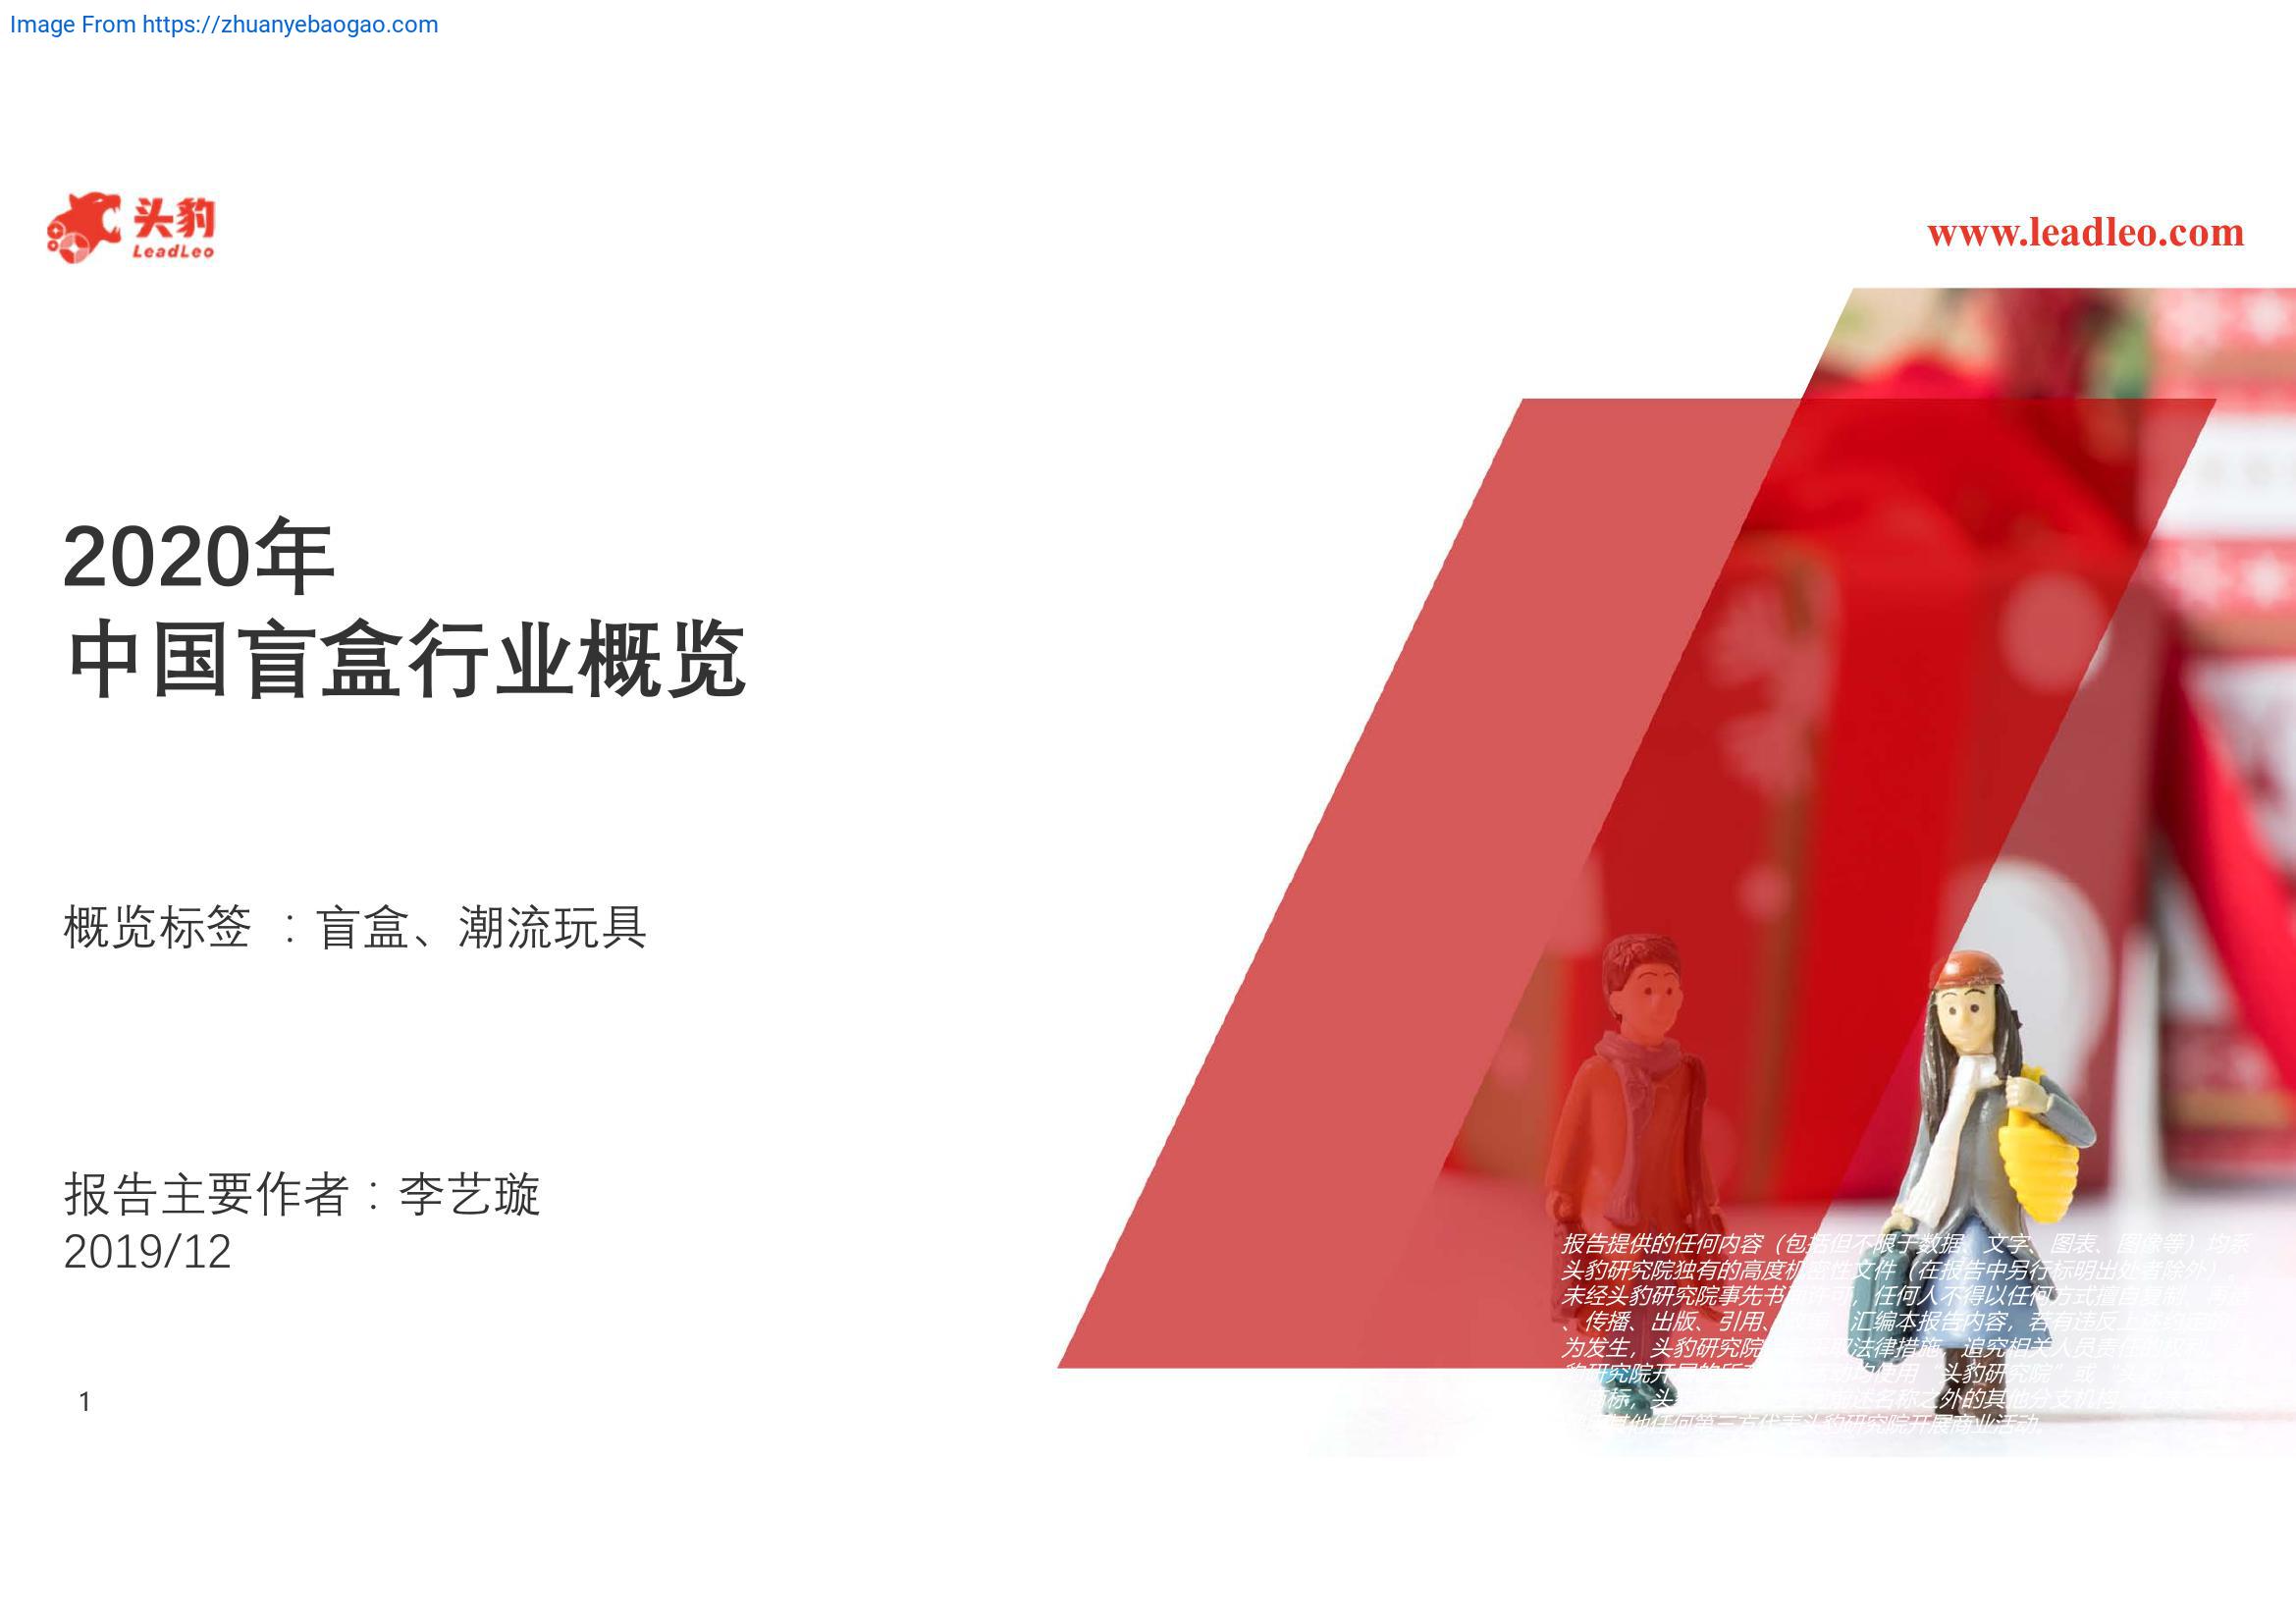 Image From https://zhuanyebaogao.com
头豹
LeadLeo
www.leadleo.com
2020年
中国盲盒行业概览
概览标签 ：盲盒、潮流玩具
报告主要作者：李艺璇
2019/12
报告提供的任何内容（包括但不限于数据、文字、图表、图像等）均系
头豹研究院独有的高度机密性文件（在报告中另行标明出处者除外）。
未经头豹研究院事先书面许可，任何人不得以任何方式擅自复制、
、传播、出版、引用、汇编本报告内容，若有违反上
为发生，头豹研究院 法律措施，追究相关人员责任
豹研究院开展的所有 活动均使用“头豹研究院”或“头
商标，头 述名称之外的其他分支机构，
其他任何第三方代表头豹研究院开展商业活动。
1